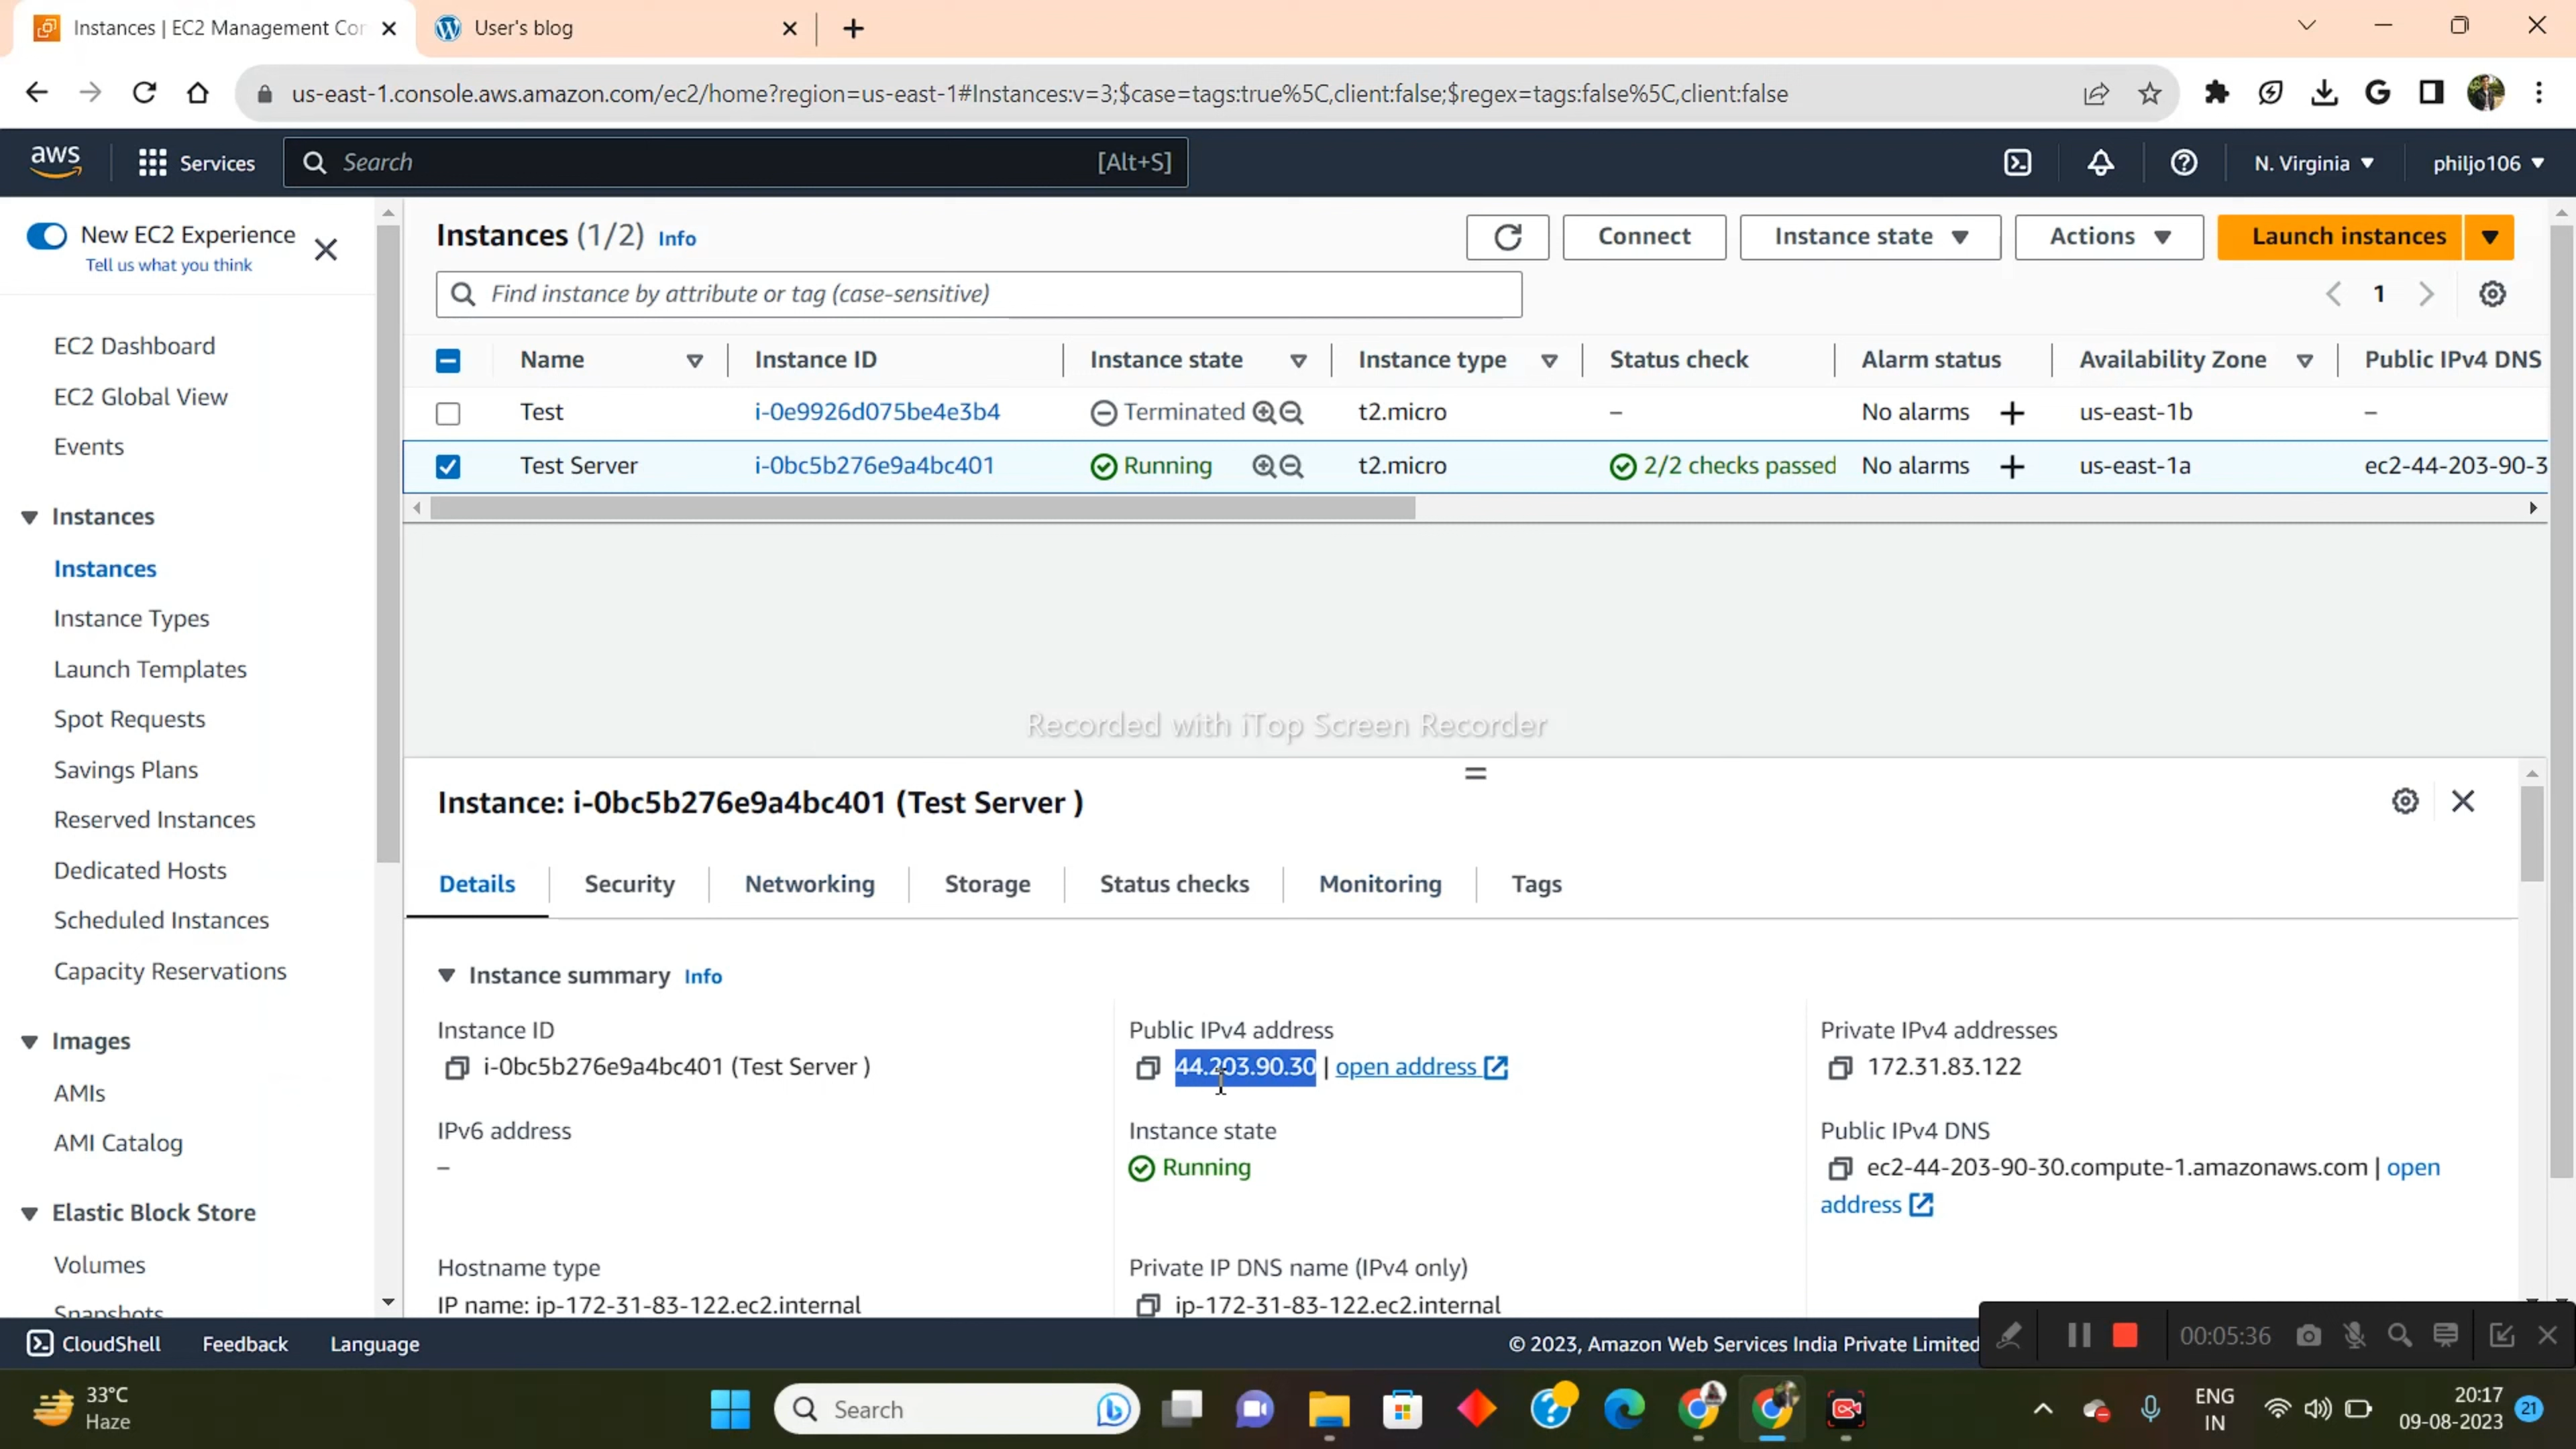 Instances | EC2 Management Con
User's blog
us-east-1.console.aws.amazon.com/ec2/home?region=us-east-1#Instances:v=3;$case=tags:true%5C,client:false;$regex=tags:false%5C,client:false
aws Services Search [Alt+S] N. Virginia philjo106
New EC2 Experience
Tell us what you think
EC2 Dashboard
EC2 Global View
Events
Instances
Instances
Instance Types
Launch Templates
Spot Requests
Savings Plans
Reserved Instances
Dedicated Hosts
Scheduled Instances
Capacity Reservations
Images
AMIs
AMI Catalog
Elastic Block Store
Volumes
Snapshots
Instances (1/2) Info Connect Instance state Actions Launch instances
Find instance by attribute or tag (case-sensitive) 1
Name Instance ID Instance state Instance type Status check Alarm status Availability Zone Public IPv4 DNS
Test i-0e9926d075be4e3b4 Terminated t2.micro – No alarms + us-east-1b –
Test Server i-0bc5b276e9a4bc401 Running t2.micro 2/2 checks passed No alarms + us-east-1a ec2-44-203-90-3
Recorded with iTop Screen Recorder
Instance: i-0bc5b276e9a4bc401 (Test Server )
Details Security Networking Storage Status checks Monitoring Tags
Instance summary Info
Instance ID
i-0bc5b276e9a4bc401 (Test Server )
Public IPv4 address
44.203.90.30 | open address
Private IPv4 addresses
172.31.83.122
IPv6 address
–
Instance state
Running
Public IPv4 DNS
ec2-44-203-90-30.compute-1.amazonaws.com | open
address
Hostname type
IP name: ip-172-31-83-122.ec2.internal
Private IP DNS name (IPv4 only)
ip-172-31-83-122.ec2.internal
CloudShell Feedback Language © 2023, Amazon Web Services India Private Limited
00:05:36
33°C
Haze
Search
ENG
IN
20:17
09-08-2023
21